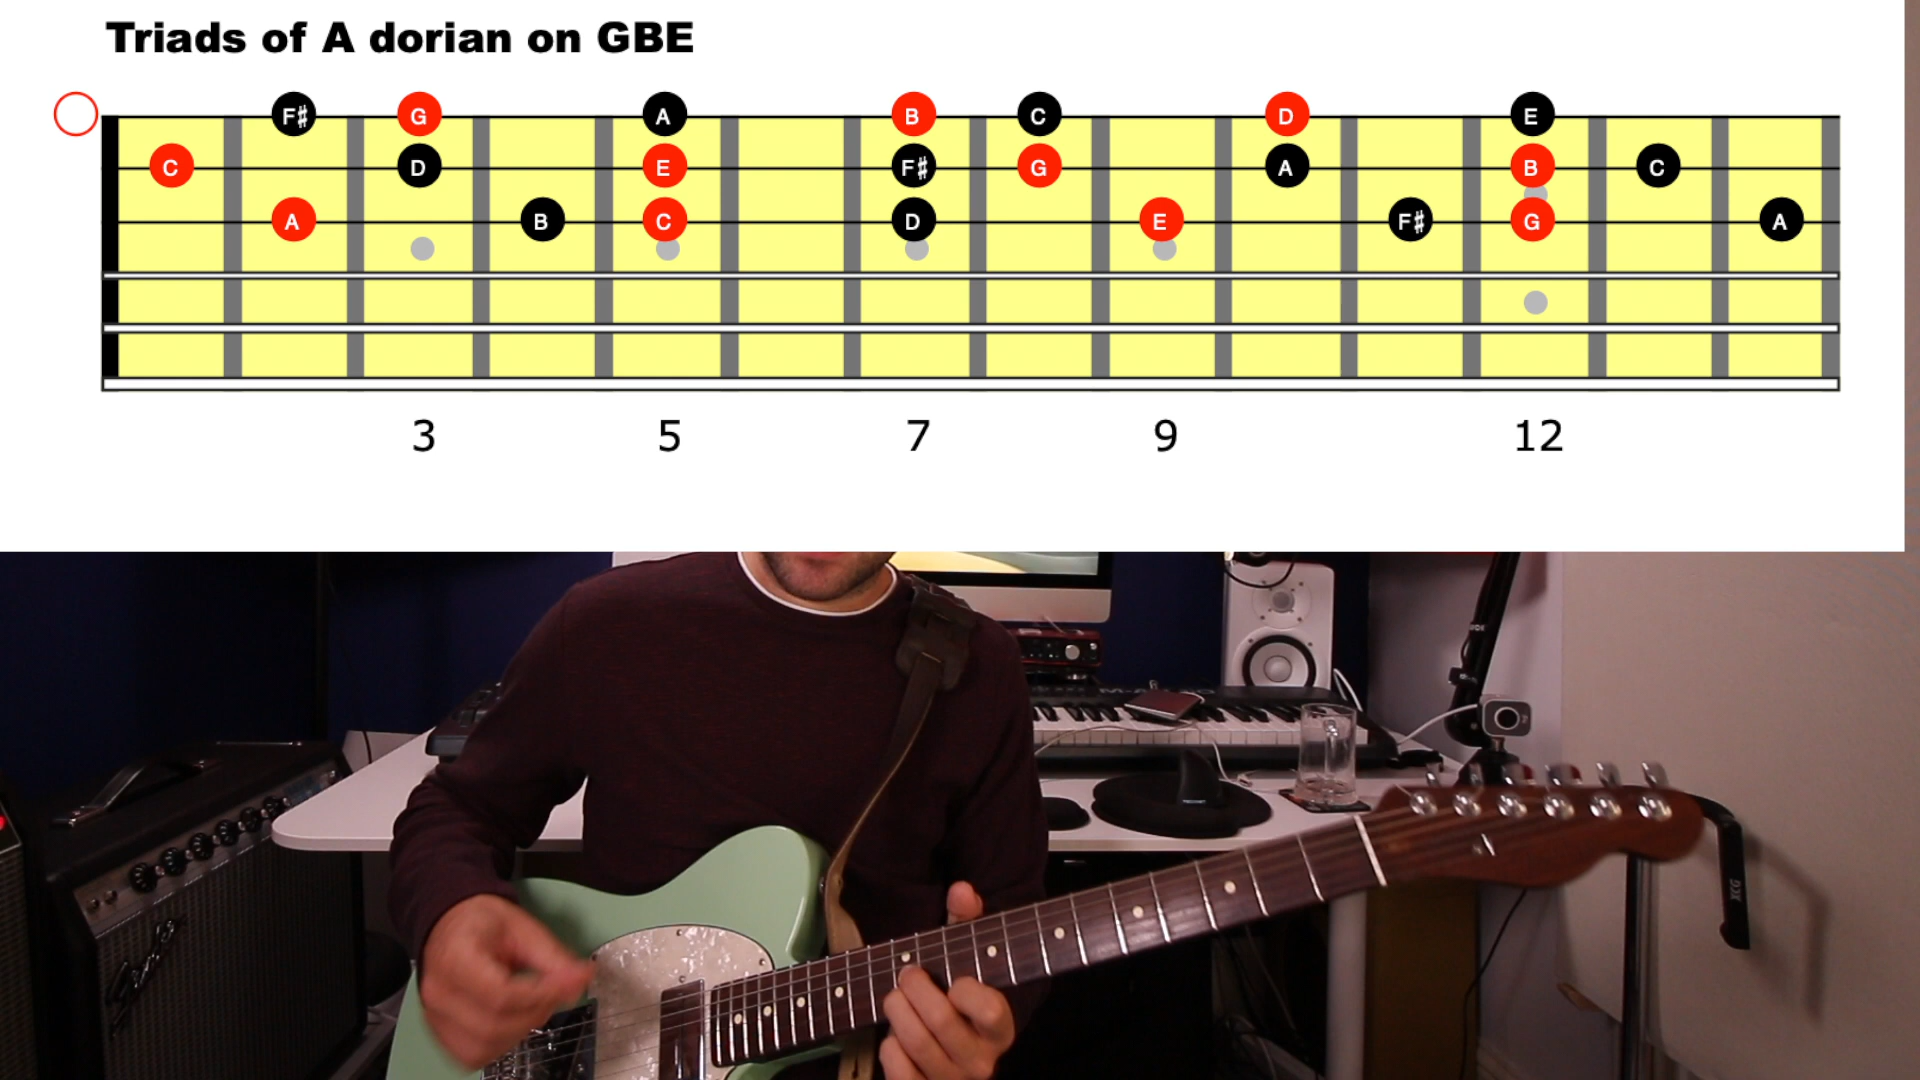 Triads of A dorian on GBE
F♯ G A B C D E
C D E F♯ G A B C
A B C D E F♯ G A
3 5 7 9 12